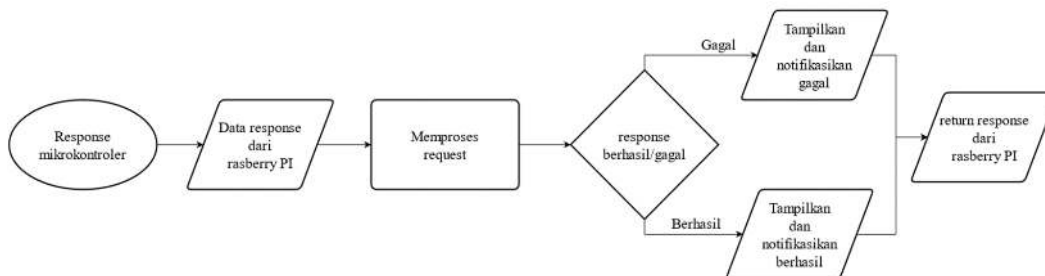 Response
mikrokontroler
Data response
dari
rasberry PI
Memproses
request
response
berhasil/gagal
Gagal
Tampilkan
dan
notifikasikan
gagal
Berhasil
Tampilkan
dan
notifikasikan
berhasil
return response
dari
rasberry PI